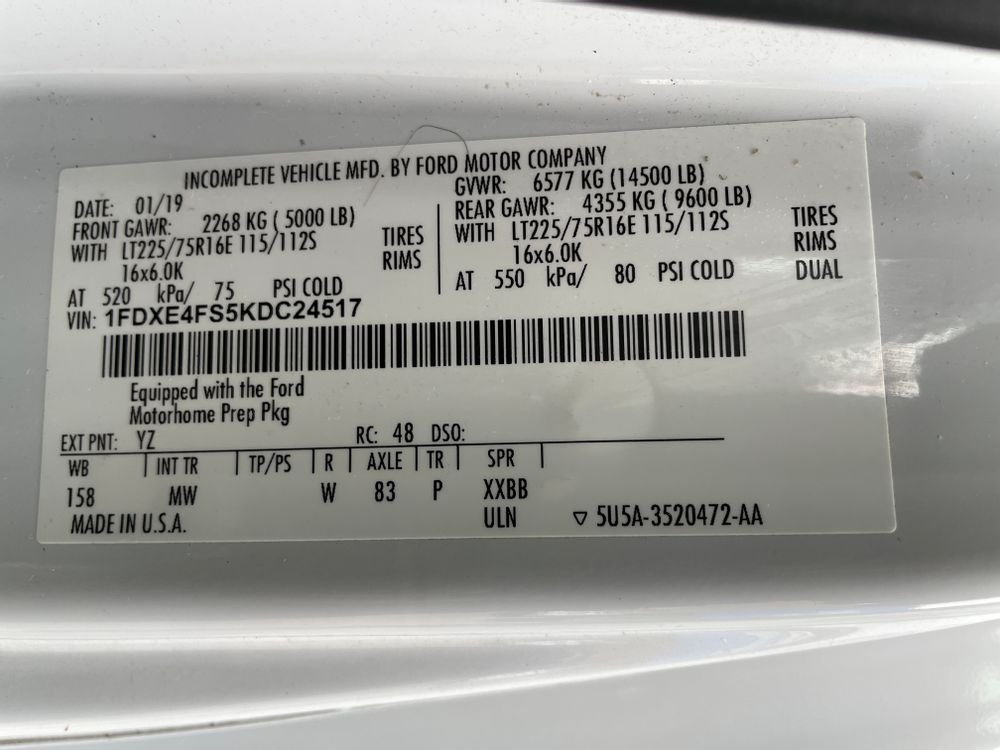 INCOMPLETE VEHICLE MFD. BY FORD MOTOR COMPANY
DATE: 01/19 GVWR: 6577 KG (14500 LB)
FRONT GAWR: 2268 KG ( 5000 LB) REAR GAWR: 4355 KG ( 9600 LB)
WITH LT225/75R16E 115/112S TIRES WITH LT225/75R16E 115/112S TIRES
16x6.0K RIMS 16x6.0K RIMS
AT 520 kPa/ 75 PSI COLD AT 550 kPa/ 80 PSI COLD DUAL
VIN: 1FDXE4FS5KDC24517
Equipped with the Ford
Motorhome Prep Pkg
EXT PNT: YZ RC: 48 DSO:
WB INT TR TP/PS R AXLE TR SPR
158 MW W 83 P XXBB
MADE IN U.S.A. ULN ▽ 5U5A-3520472-AA